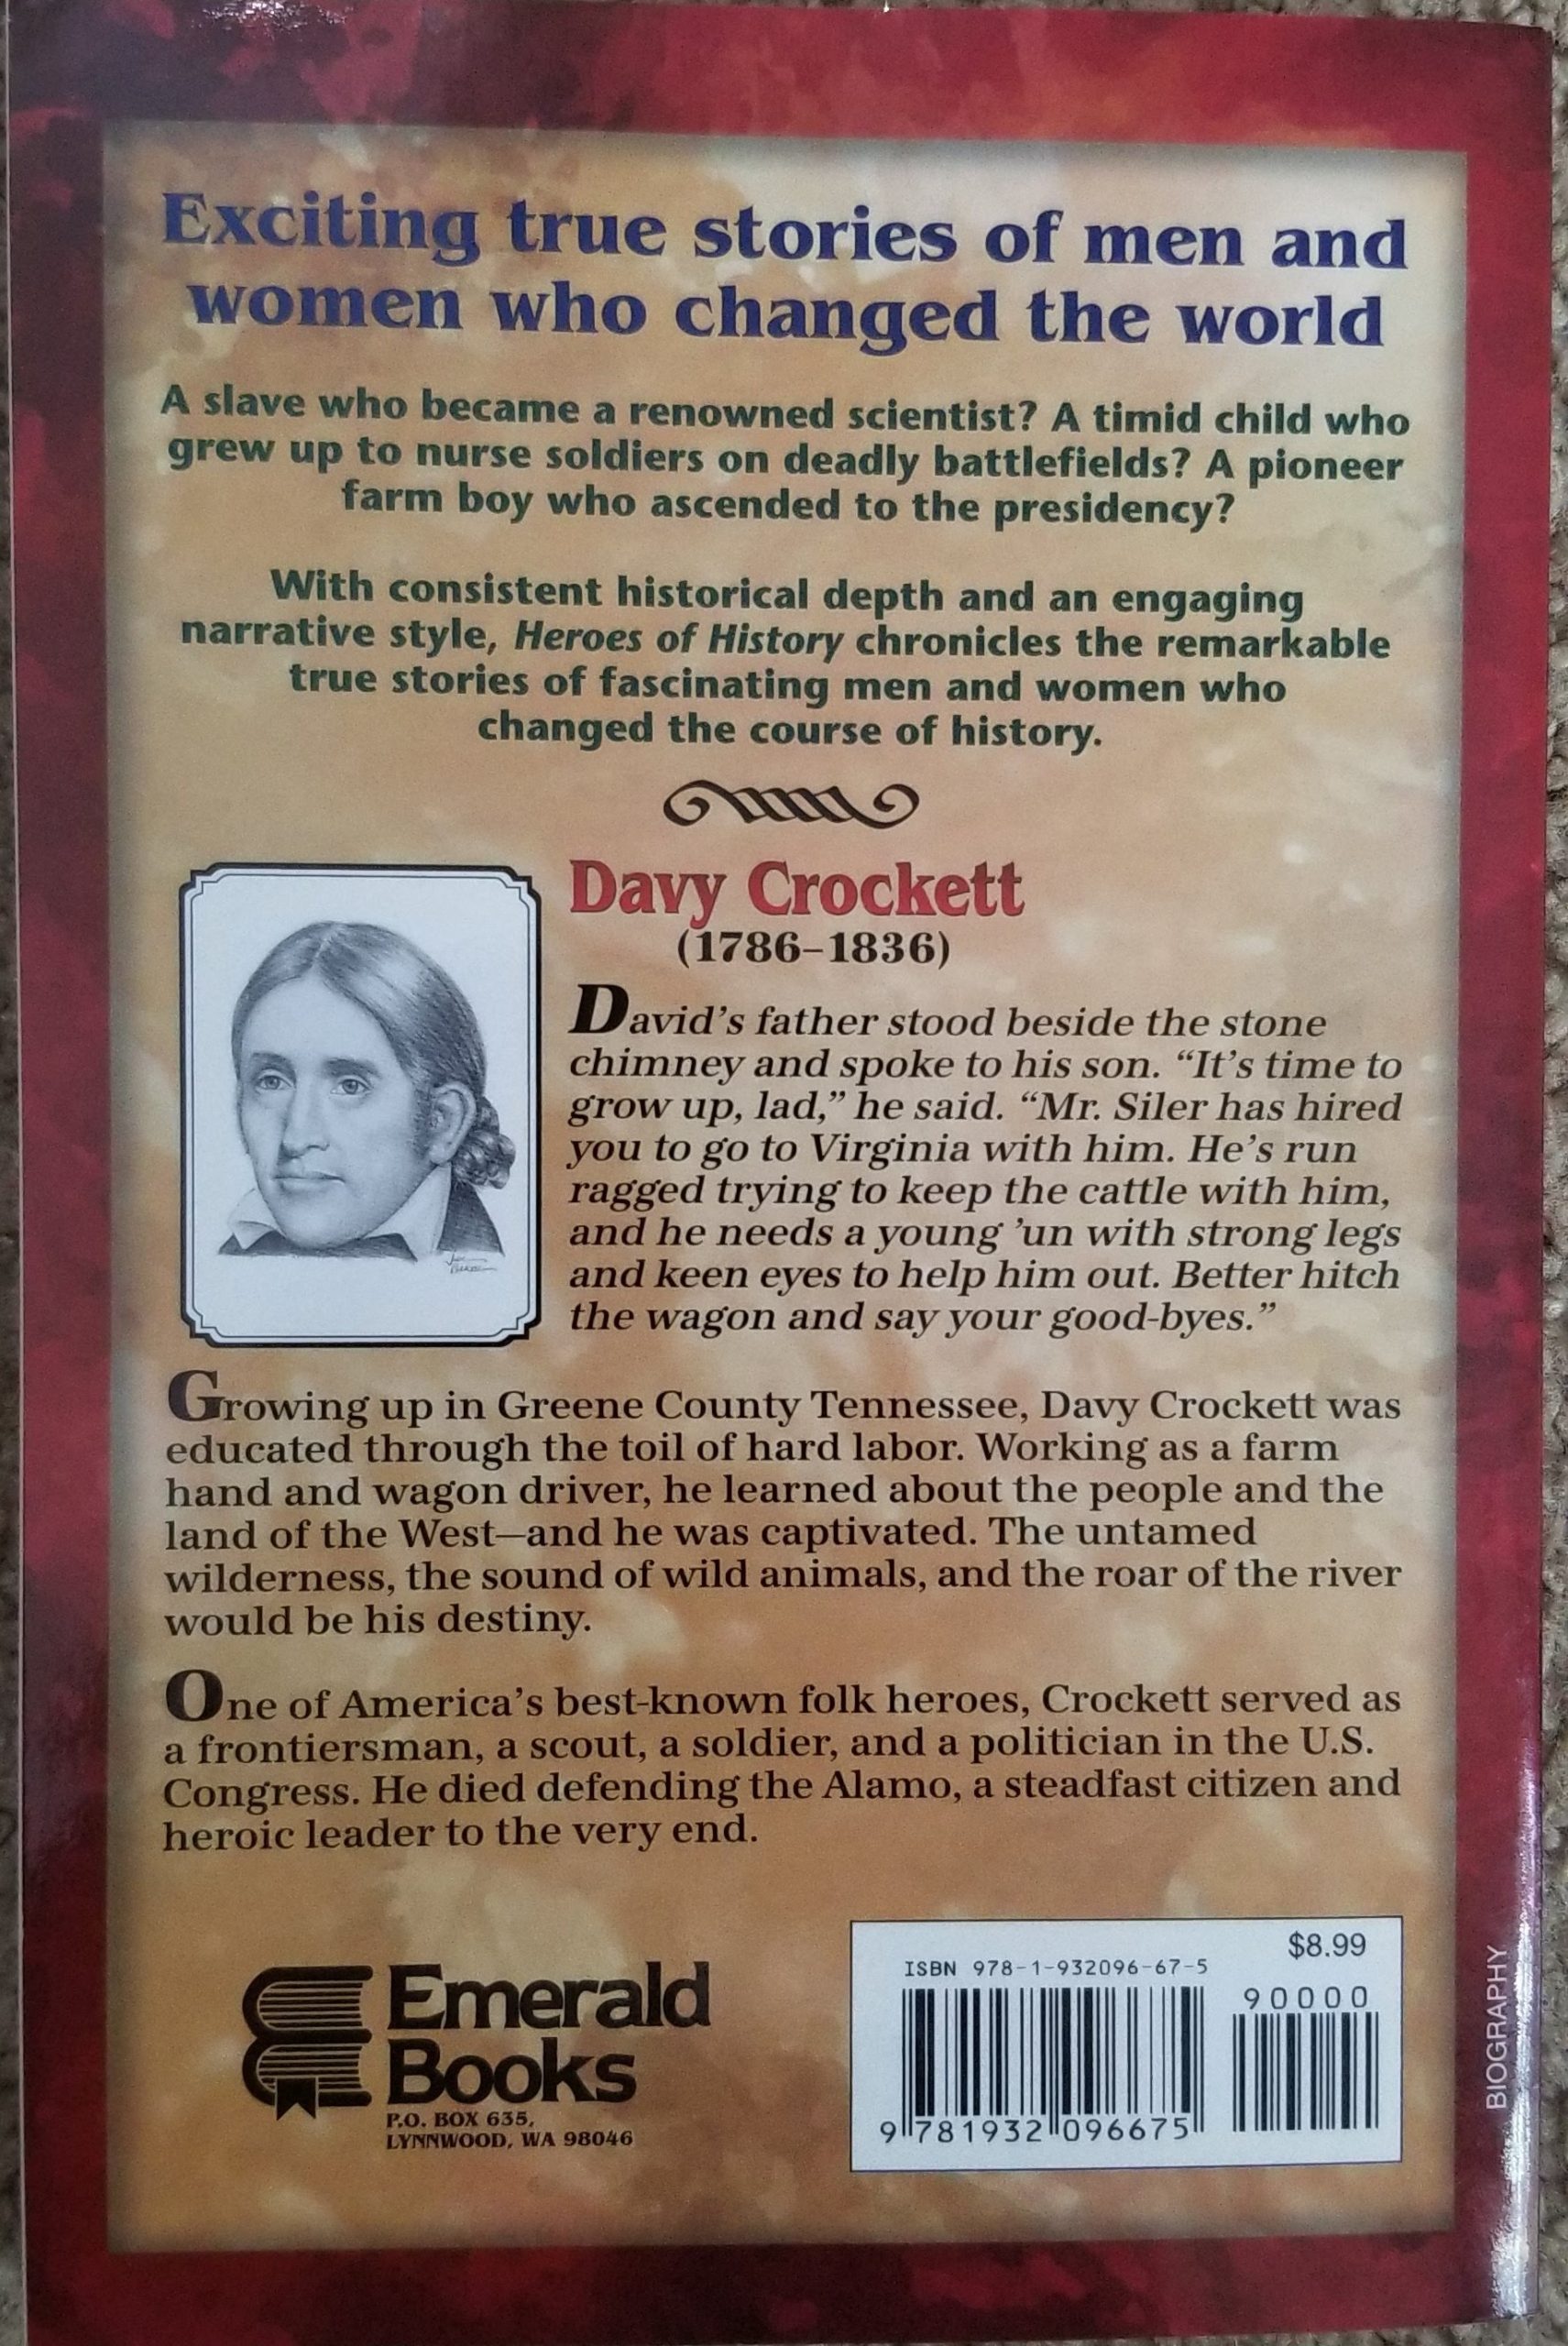 Exciting true stories of men and
women who changed the world
A slave who became a renowned scientist? A timid child who
grew up to nurse soldiers on deadly battlefields? A pioneer
farm boy who ascended to the presidency?
With consistent historical depth and an engaging
narrative style, Heroes of History chronicles the remarkable
true stories of fascinating men and women who
changed the course of history.
Davy Crockett
(1786–1836)
David's father stood beside the stone
chimney and spoke to his son. “It's time to
grow up, lad,” he said. “Mr. Siler has hired
you to go to Virginia with him. He's run
ragged trying to keep the cattle with him,
and he needs a young ’un with strong legs
and keen eyes to help him out. Better hitch
the wagon and say your good-byes.”
Growing up in Greene County Tennessee, Davy Crockett was
educated through the toil of hard labor. Working as a farm
hand and wagon driver, he learned about the people and the
land of the West—and he was captivated. The untamed
wilderness, the sound of wild animals, and the roar of the river
would be his destiny.
One of America's best-known folk heroes, Crockett served as
a frontiersman, a scout, a soldier, and a politician in the U.S.
Congress. He died defending the Alamo, a steadfast citizen and
heroic leader to the very end.
Emerald
Books
P.O. BOX 635,
LYNNWOOD, WA 98046
$8.99
ISBN 978-1-932096-67-5
90000
9 781932 096675
BIOGRAPHY